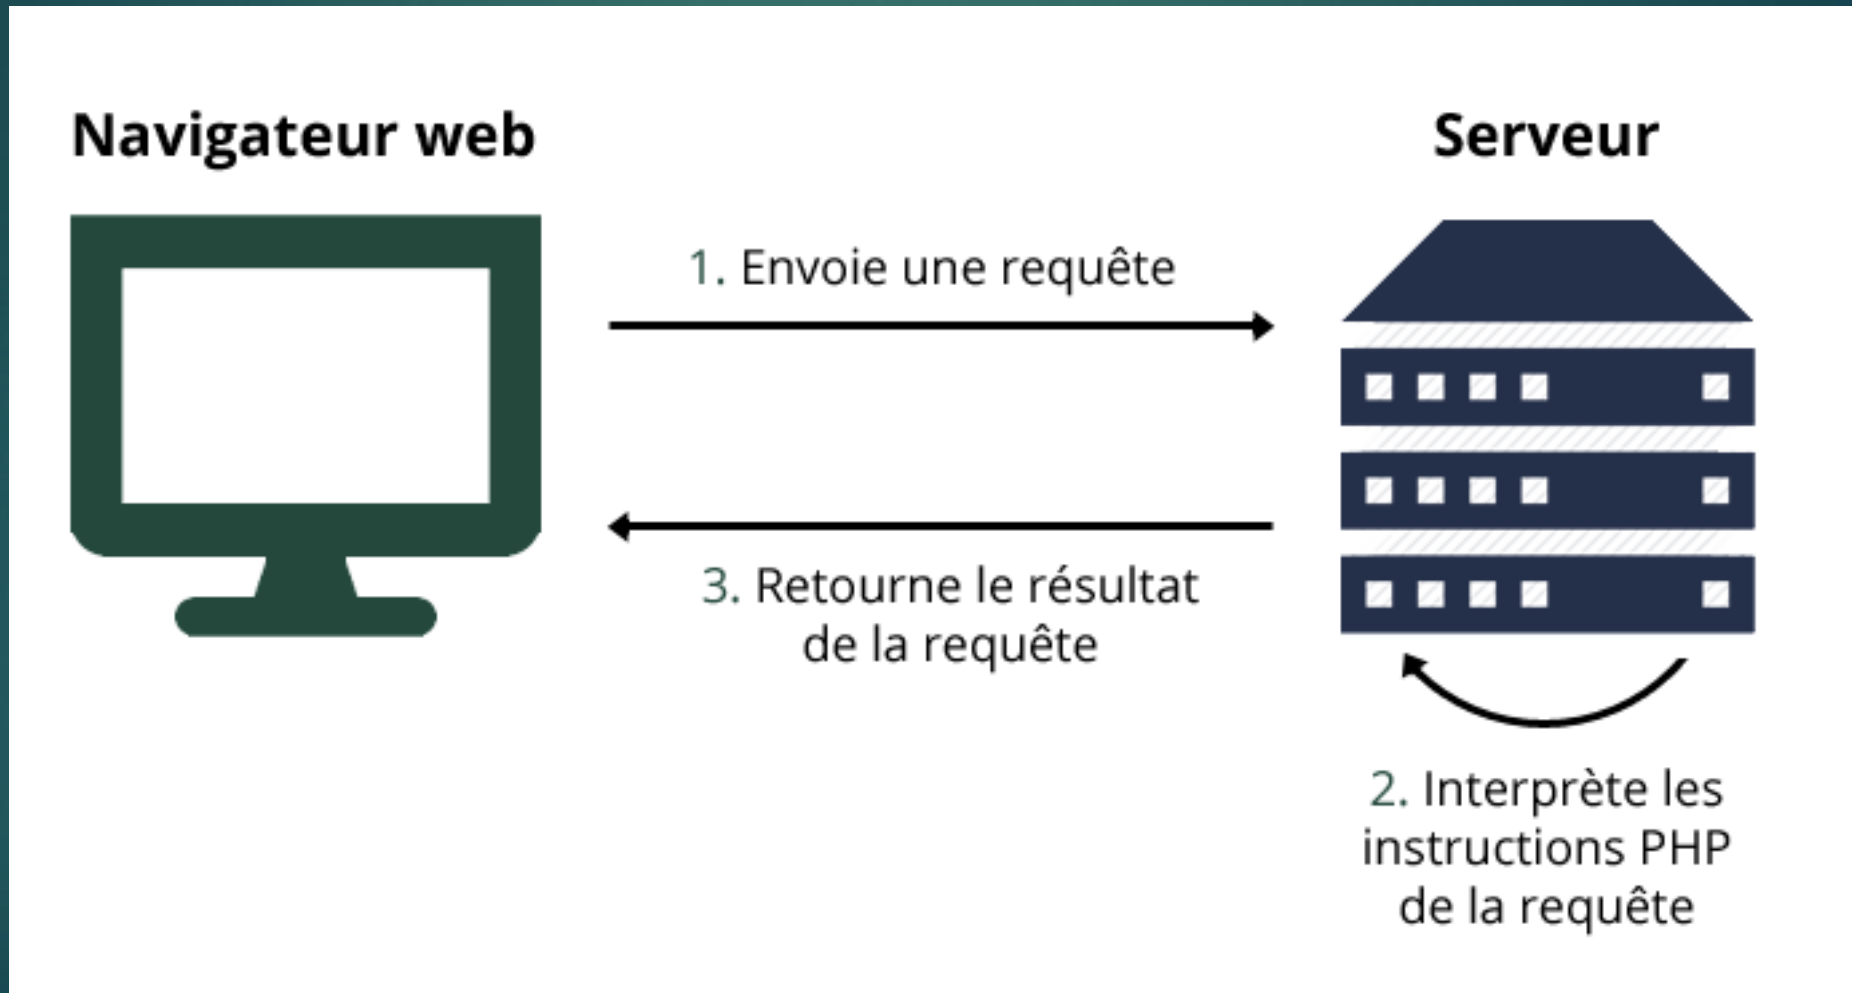 Navigateur web
Serveur
1. Envoie une requête
3. Retourne le résultat
de la requête
2. Interprète les
instructions PHP
de la requête